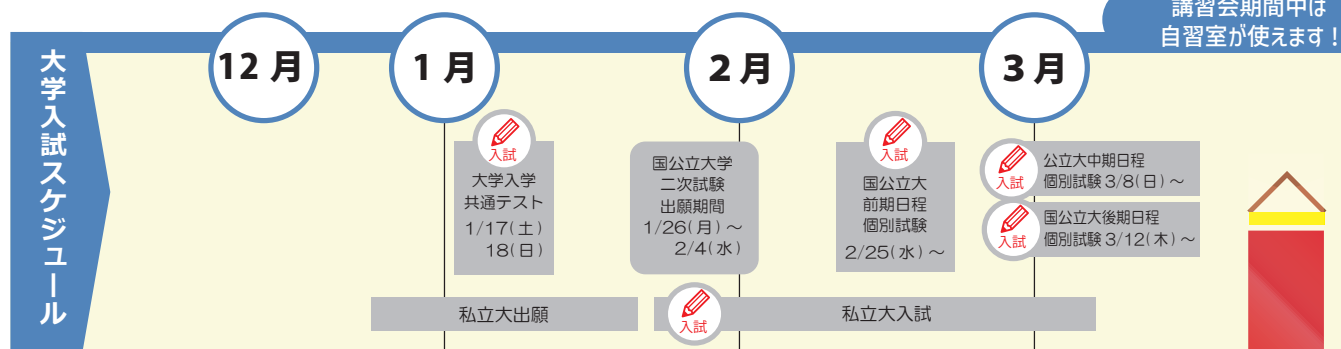 講習会期間中は
自習室が使えます！
大学入試スケジュール
12月
1月
2月
3月
入試
大学入学
共通テスト
1/17(土)
18(日)
国公立大学
二次試験
出願期間
1/26(月)～
2/4(水)
入試
国公立大
前期日程
個別試験
2/25(水)～
入試
公立大中期日程
個別試験3/8(日)～
入試
国公立大後期日程
個別試験3/12(木)～
私立大出願
入試
私立大入試